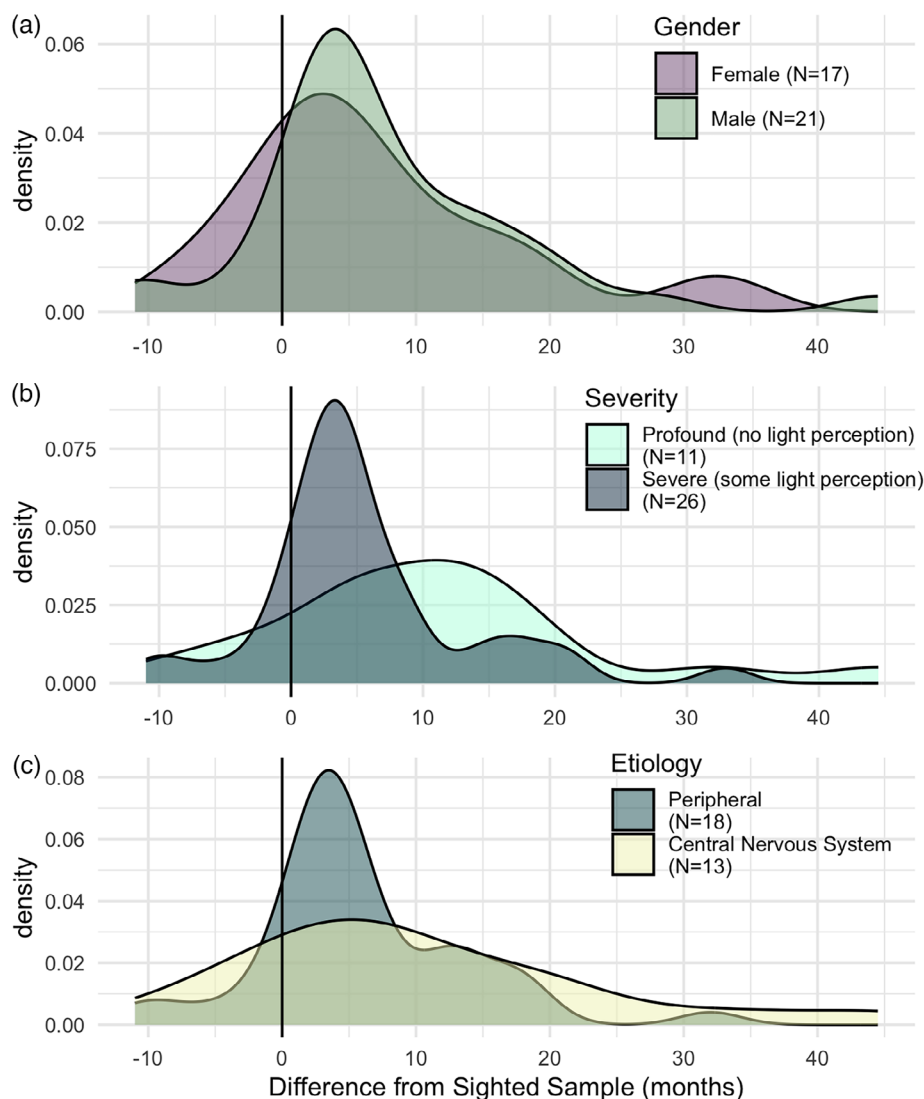 (a)
Gender
Female (N=17)
Male (N=21)
density
0.06
0.04
0.02
0.00
-10 0 10 20 30 40
(b)
Severity
Profound (no light perception)
(N=11)
Severe (some light perception)
(N=26)
density
0.075
0.050
0.025
0.000
-10 0 10 20 30 40
(c)
Etiology
Peripheral
(N=18)
Central Nervous System
(N=13)
density
0.08
0.06
0.04
0.02
0.00
-10 0 10 20 30 40
Difference from Sighted Sample (months)